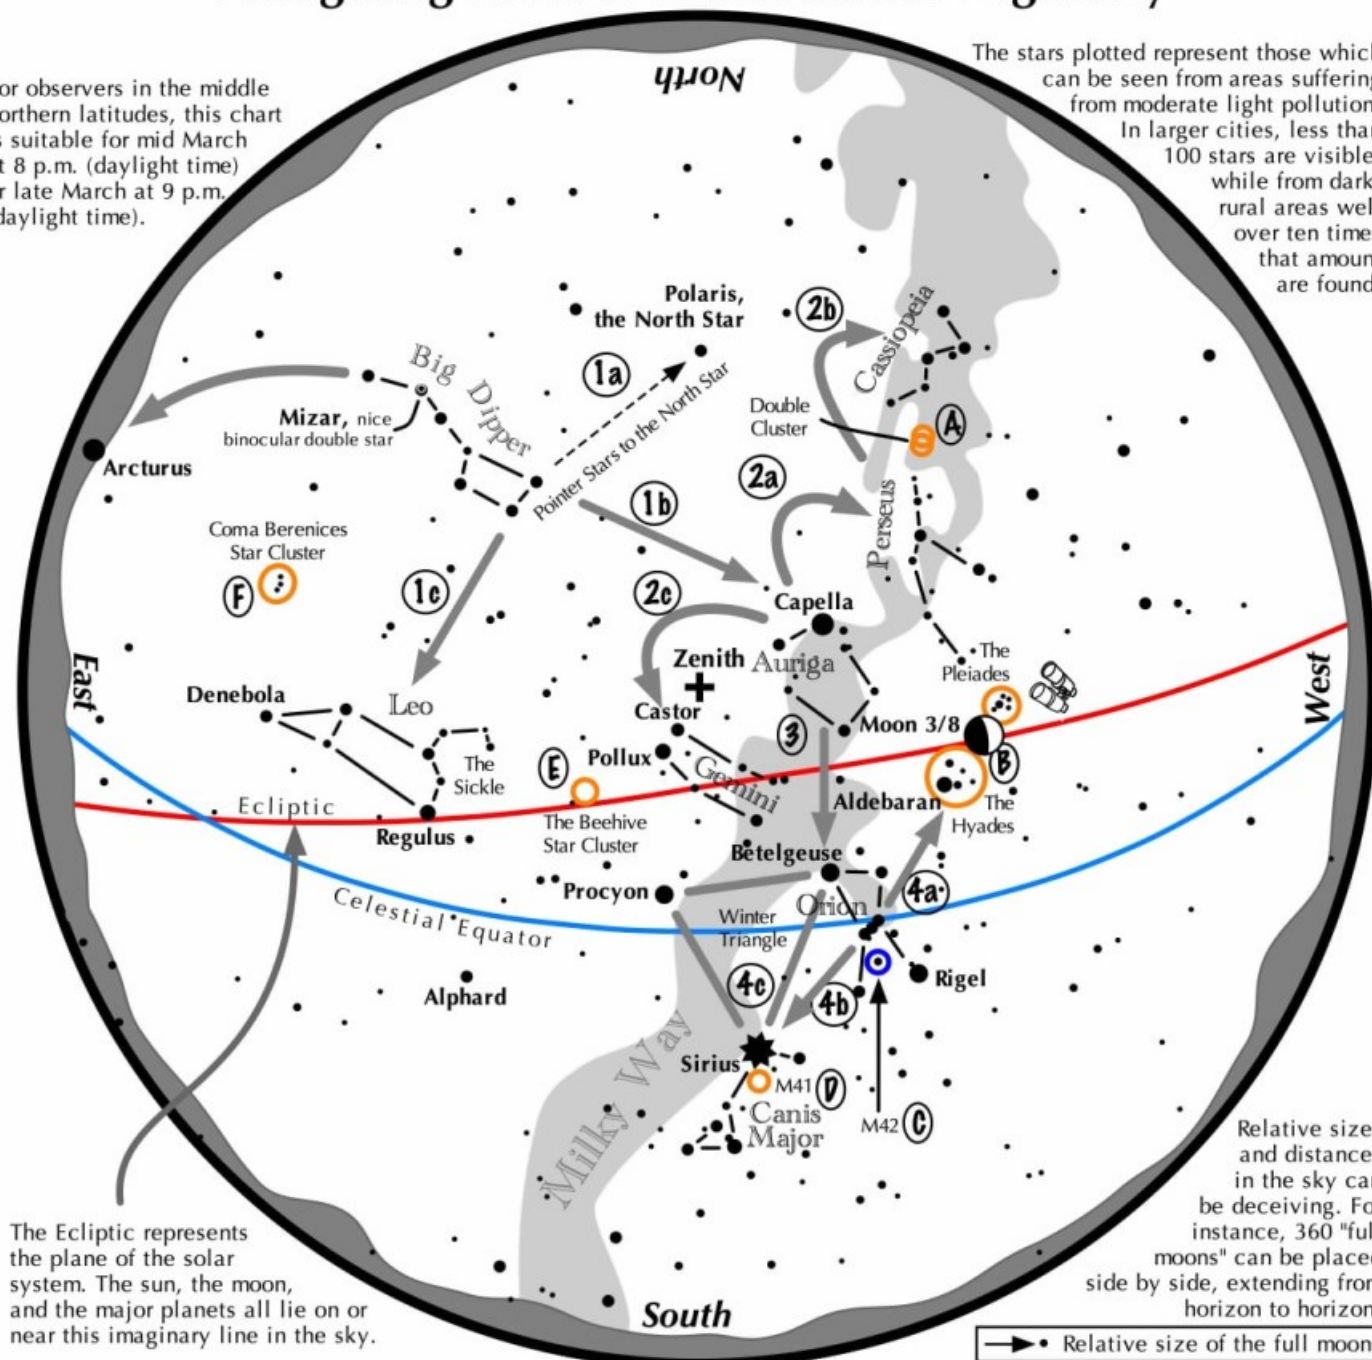 or observers in the middle
orthern latitudes, this chart
s suitable for mid March
t 8 p.m. (daylight time)
r late March at 9 p.m.
daylight time).
The stars plotted represent those which
can be seen from areas suffering
from moderate light pollution
In larger cities, less than
100 stars are visible
while from dark
rural areas wel
over ten time
that amoun
are found
North
Polaris,
the North Star
2b
Cassiopeia
Big Dipper
1a
Mizar, nice
binocular double star
Pointer Stars to the North Star
Double
Cluster
A
Arcturus
2a
1b
Perseus
Coma Berenices
Star Cluster
F
1c
2c
Capella
Auriga
Zenith
The
Pleiades
East
West
Denebola
Leo
Castor
3
Moon 3/8
The
Sickle
E
Pollux
Gemini
B
Ecliptic
Aldebaran
The
Hyades
Regulus
The Beehive
Star Cluster
Betelgeuse
Procyon
4a
Celestial Equator
Winter
Triangle
Orion
Alphard
4c
4b
Rigel
Sirius
M41
D
Canis
Major
M42
C
Milky Way
The Ecliptic represents
the plane of the solar
system. The sun, the moon,
and the major planets all lie on or
near this imaginary line in the sky.
Relative size
and distance
in the sky can
be deceiving. Fo
instance, 360 "ful
moons" can be placed
side by side, extending from
horizon to horizon
South
Relative size of the full moon